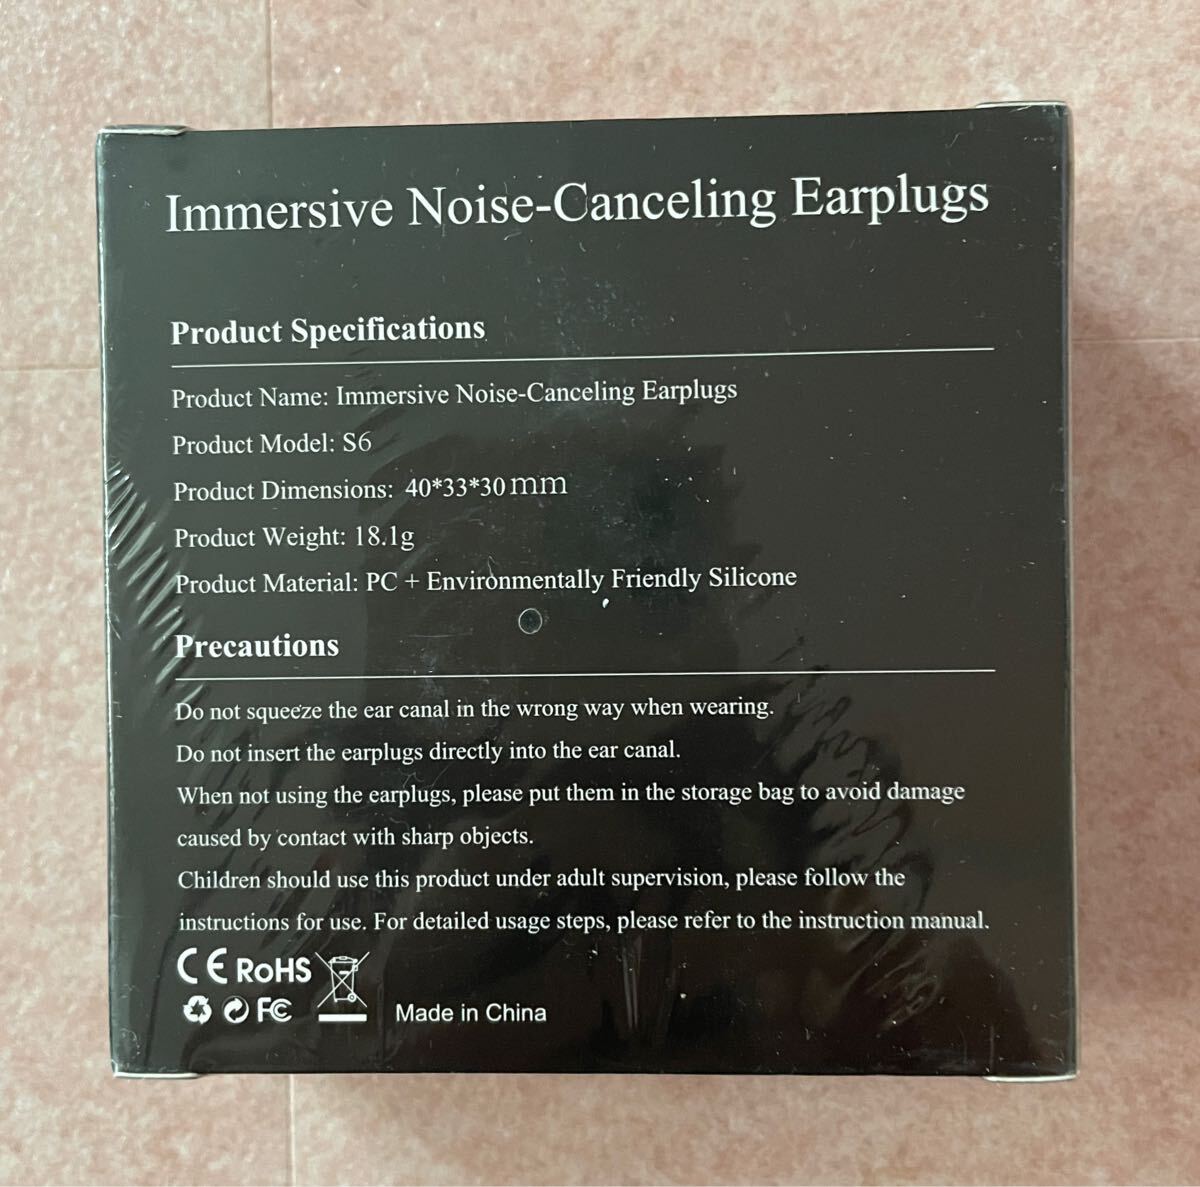 Immersive Noise-Canceling Earplugs
Product Specifications
Product Name: Immersive Noise-Canceling Earplugs
Product Model: S6
Product Dimensions: 40*33*30mm
Product Weight: 18.1g
Product Material: PC + Environmentally Friendly Silicone
Precautions
Do not squeeze the ear canal in the wrong way when wearing.
Do not insert the earplugs directly into the ear canal.
When not using the earplugs, please put them in the storage bag to avoid damage
caused by contact with sharp objects.
Children should use this product under adult supervision, please follow the
instructions for use. For detailed usage steps, please refer to the instruction manual.
CE RoHS
FC
Made in China